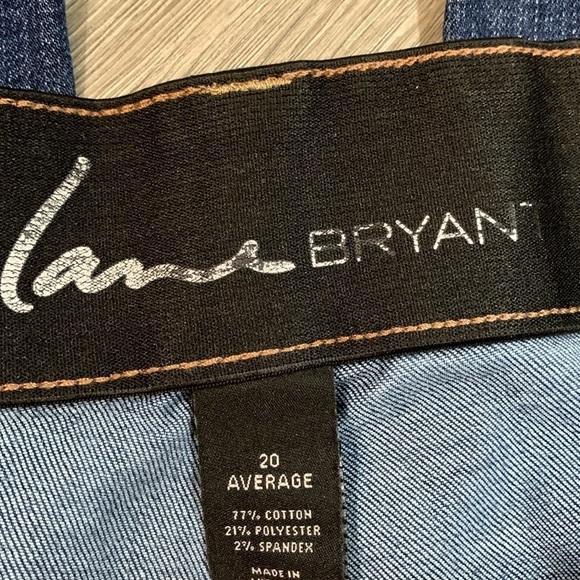 Lane BRYANT
20
AVERAGE
77% COTTON
21% POLYESTER
2% SPANDEX
MADE IN